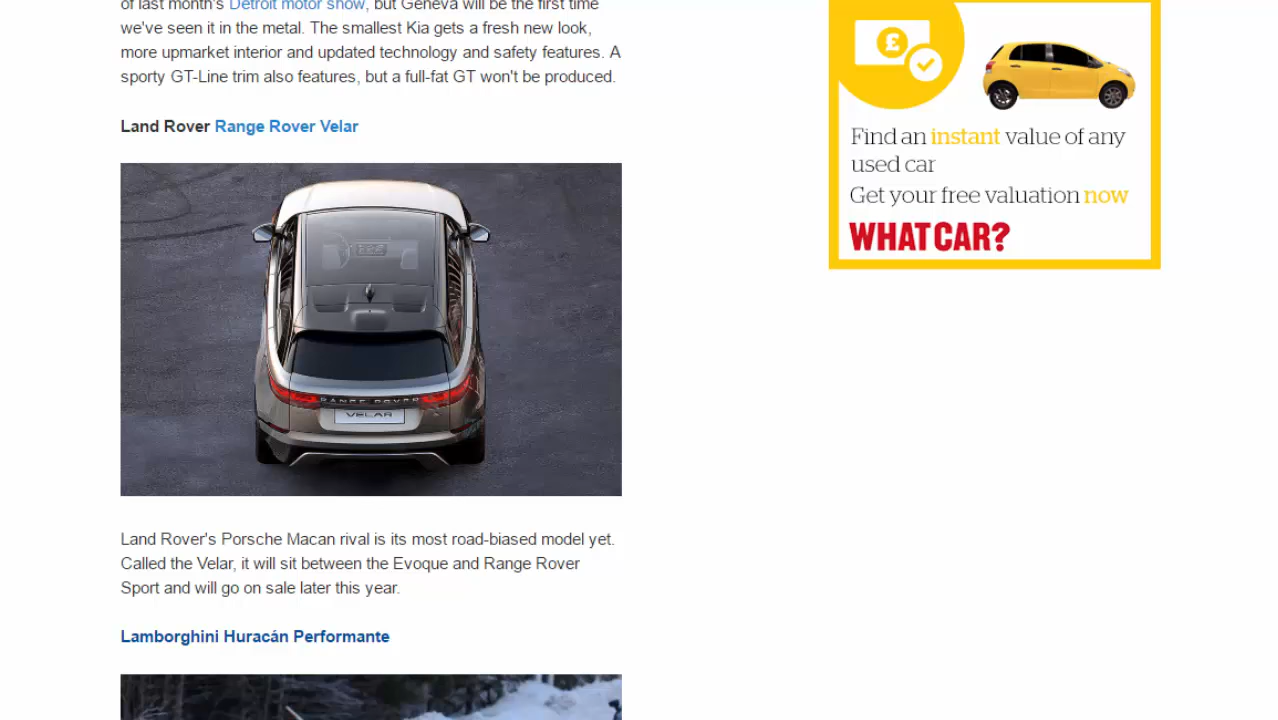 of last month's Detroit motor show, but Geneva will be the first time
we've seen it in the metal. The smallest Kia gets a fresh new look,
more upmarket interior and updated technology and safety features. A
sporty GT-Line trim also features, but a full-fat GT won't be produced.
Land Rover Range Rover Velar
RANGE ROVER
VELAR
Land Rover's Porsche Macan rival is its most road-biased model yet.
Called the Velar, it will sit between the Evoque and Range Rover
Sport and will go on sale later this year.
Lamborghini Huracán Performante
£
Find an instant value of any
used car
Get your free valuation now
WHAT CAR?